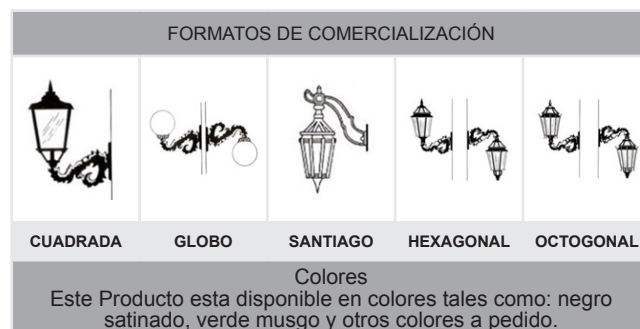 FORMATOS DE COMERCIALIZACIÓN
CUADRADA GLOBO SANTIAGO HEXAGONAL OCTOGONAL
Colores
Este Producto esta disponible en colores tales como: negro
satinado, verde musgo y otros colores a pedido.